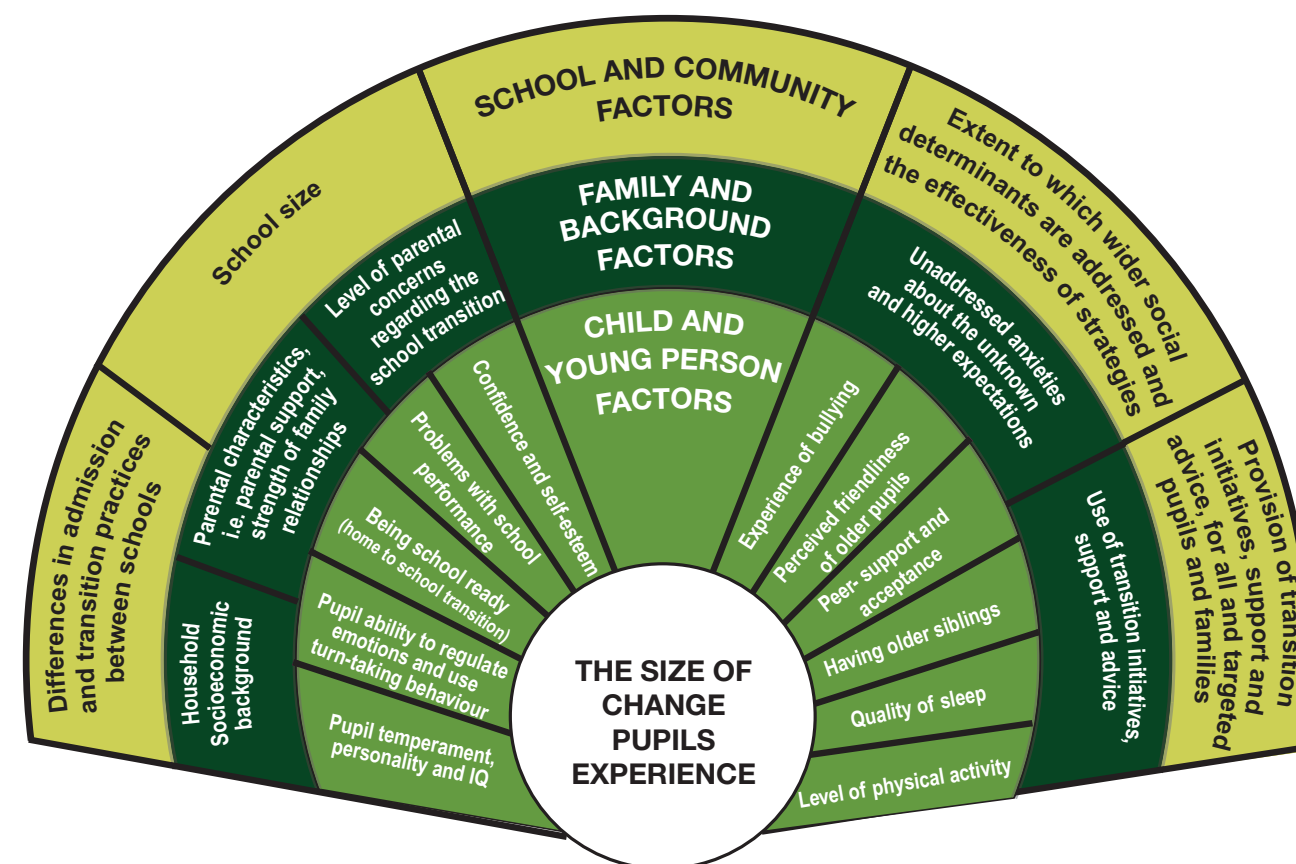 SCHOOL AND COMMUNITY
FACTORS
FAMILY AND
BACKGROUND
FACTORS
CHILD AND
YOUNG PERSON
FACTORS
THE SIZE OF
CHANGE
PUPILS
EXPERIENCE
Differences in admission
and transition practices
between schools
School size
Extent to which wider social
determinants are addressed and
the effectiveness of strategies
Provision of transition
initiatives, support and
advice, for all and targeted
pupils and families
Household
Socioeconomic
background
Parental characteristics,
i.e. parental support,
strength of family
relationships
Level of parental
concerns
regarding the
school transition
Unaddressed anxieties
about the unknown
and higher expectations
Use of transition initiatives,
support and advice
Pupil temperament,
personality and IQ
Pupil ability to regulate
emotions and use
turn-taking behaviour
Being school ready
(home to school transition)
Problems with school
performance
Confidence and self-esteem
Experience of bullying
Perceived friendliness
of older pupils
Peer- support and
acceptance
Having older siblings
Quality of sleep
Level of physical activity